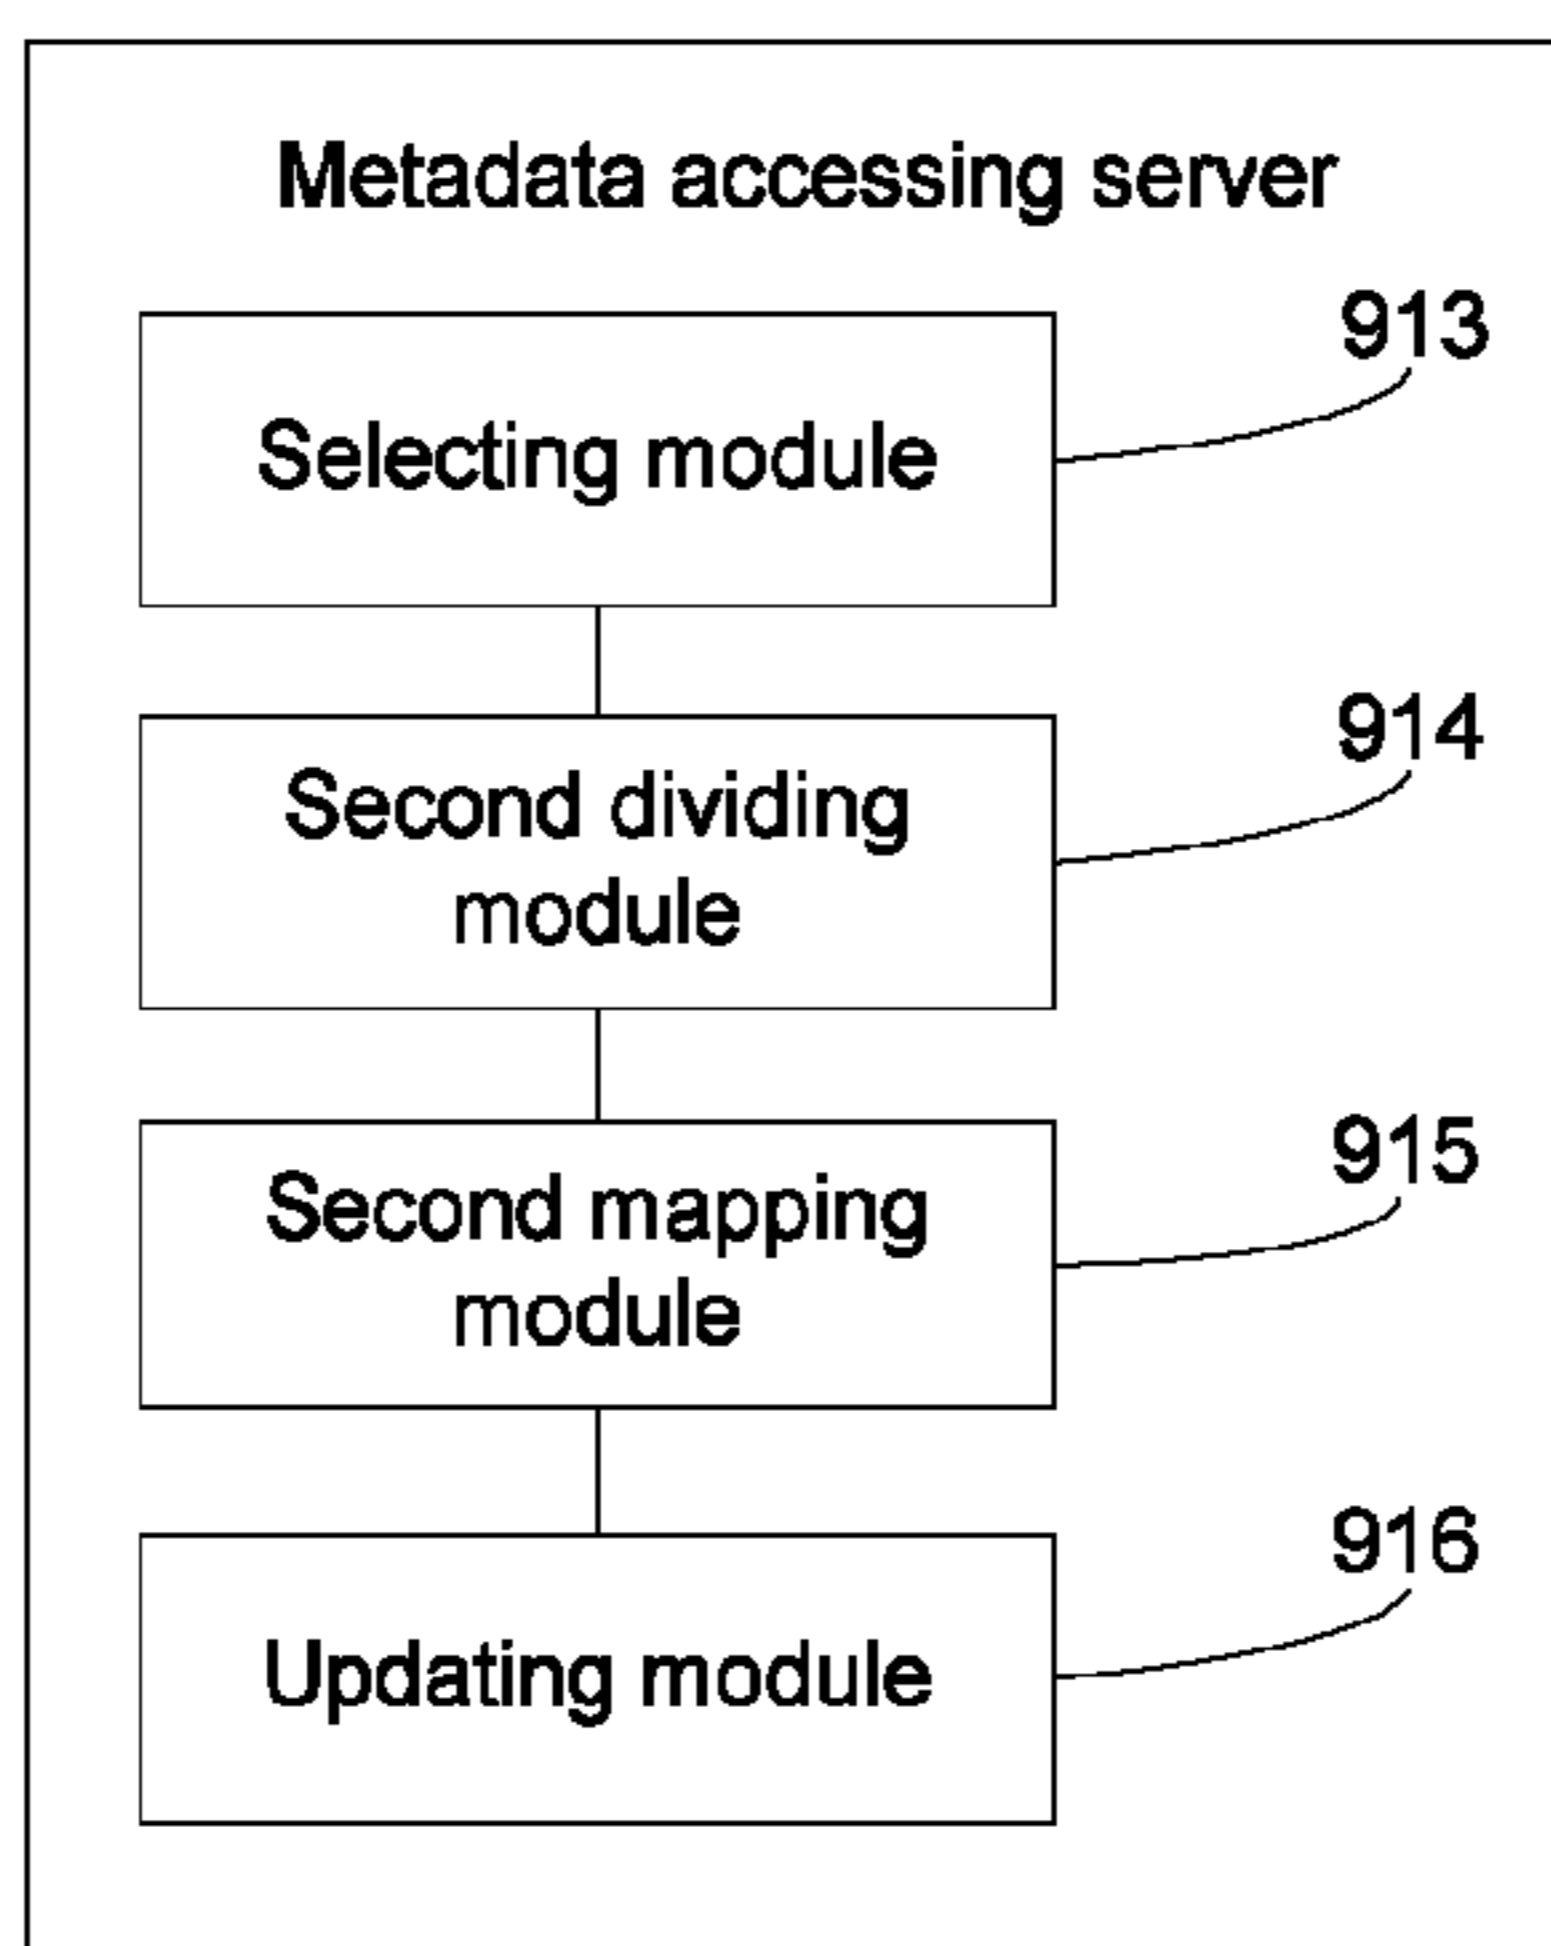 Metadata accessing server
913
Selecting module
914
Second dividing
module
915
Second mapping
module
916
Updating module